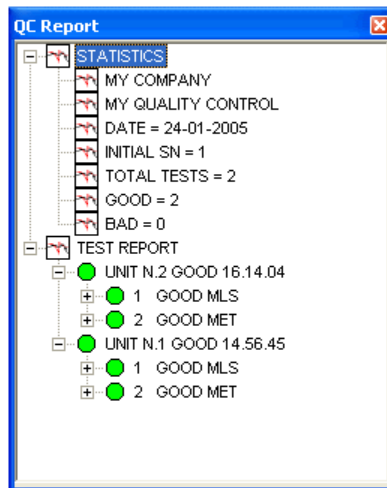 QC Report
STATISTICS
MY COMPANY
MY QUALITY CONTROL
DATE = 24-01-2005
INITIAL SN = 1
TOTAL TESTS = 2
GOOD = 2
BAD = 0
TEST REPORT
UNIT N.2 GOOD 16.14.04
1 GOOD MLS
2 GOOD MET
UNIT N.1 GOOD 14.56.45
1 GOOD MLS
2 GOOD MET